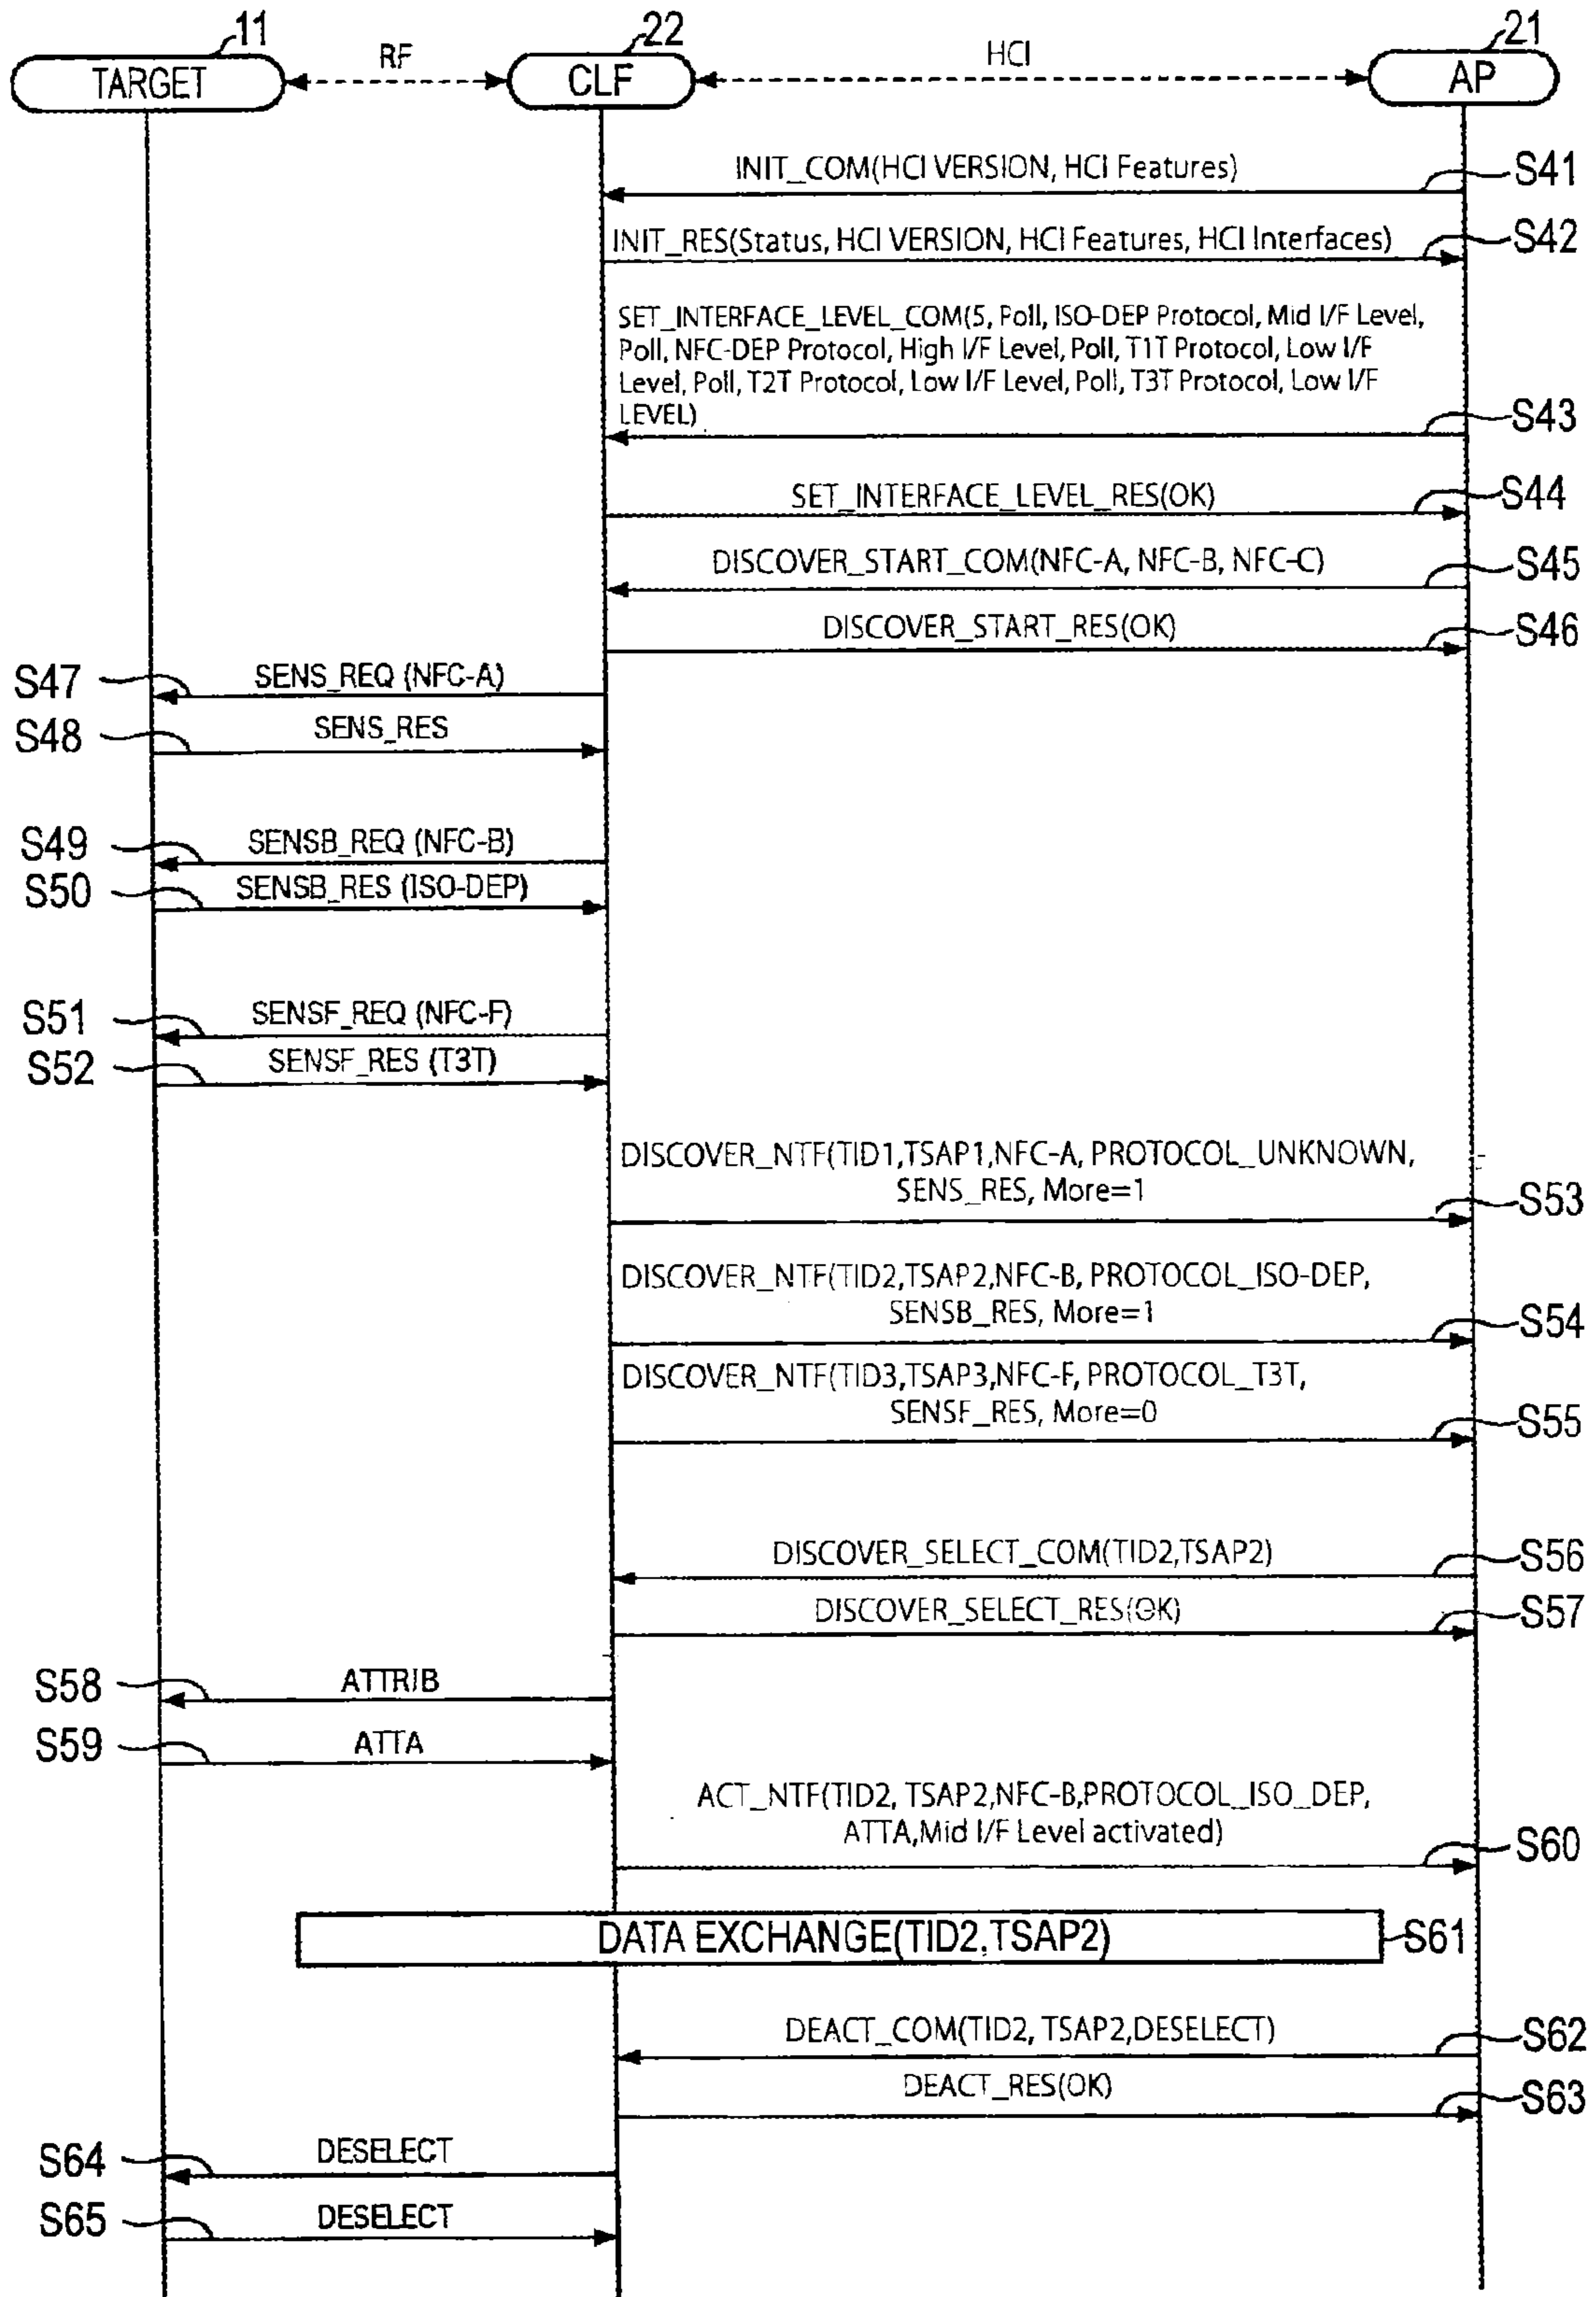 11
22
21
TARGET
RF
CLF
HCI
AP
INIT_COM(HCI VERSION, HCI Features)
S41
INIT_RES(Status, HCI VERSION, HCI Features, HCI Interfaces)
S42
SET_INTERFACE_LEVEL_COM(5, Poll, ISO-DEP Protocol, Mid I/F Level,
Poll, NFC-DEP Protocol, High I/F Level, Poll, T1T Protocol, Low I/F
Level, Poll, T2T Protocol, Low I/F Level, Poll, T3T Protocol, Low I/F
LEVEL)
S43
SET_INTERFACE_LEVEL_RES(OK)
S44
DISCOVER_START_COM(NFC-A, NFC-B, NFC-C)
S45
DISCOVER_START_RES(OK)
S46
S47
SENS_REQ (NFC-A)
S48
SENS_RES
S49
SENSB_REQ (NFC-B)
S50
SENSB_RES (ISO-DEP)
S51
SENSF_REQ (NFC-F)
S52
SENSF_RES (T3T)
DISCOVER_NTF(TID1,TSAP1,NFC-A, PROTOCOL_UNKNOWN,
SENS_RES, More=1
S53
DISCOVER_NTF(TID2,TSAP2,NFC-B, PROTOCOL_ISO-DEP,
SENSB_RES, More=1
S54
DISCOVER_NTF(TID3,TSAP3,NFC-F, PROTOCOL_T3T,
SENSF_RES, More=0
S55
DISCOVER_SELECT_COM(TID2,TSAP2)
S56
DISCOVER_SELECT_RES(OK)
S57
S58
ATTRIB
S59
ATTA
ACT_NTF(TID2, TSAP2,NFC-B,PROTOCOL_ISO_DEP,
ATTA,Mid I/F Level activated)
S60
DATA EXCHANGE(TID2,TSAP2)
S61
DEACT_COM(TID2, TSAP2,DESELECT)
S62
DEACT_RES(OK)
S63
S64
DESELECT
S65
DESELECT